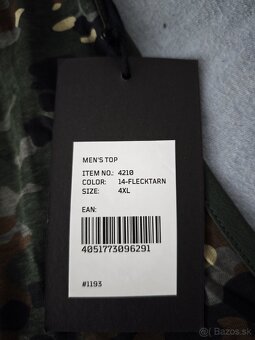 MEN'S TOP
ITEM NO.: 4210
COLOR: 14-FLECKTARN
SIZE: 4XL
EAN:
4051773096291
#1193
Bazos.sk